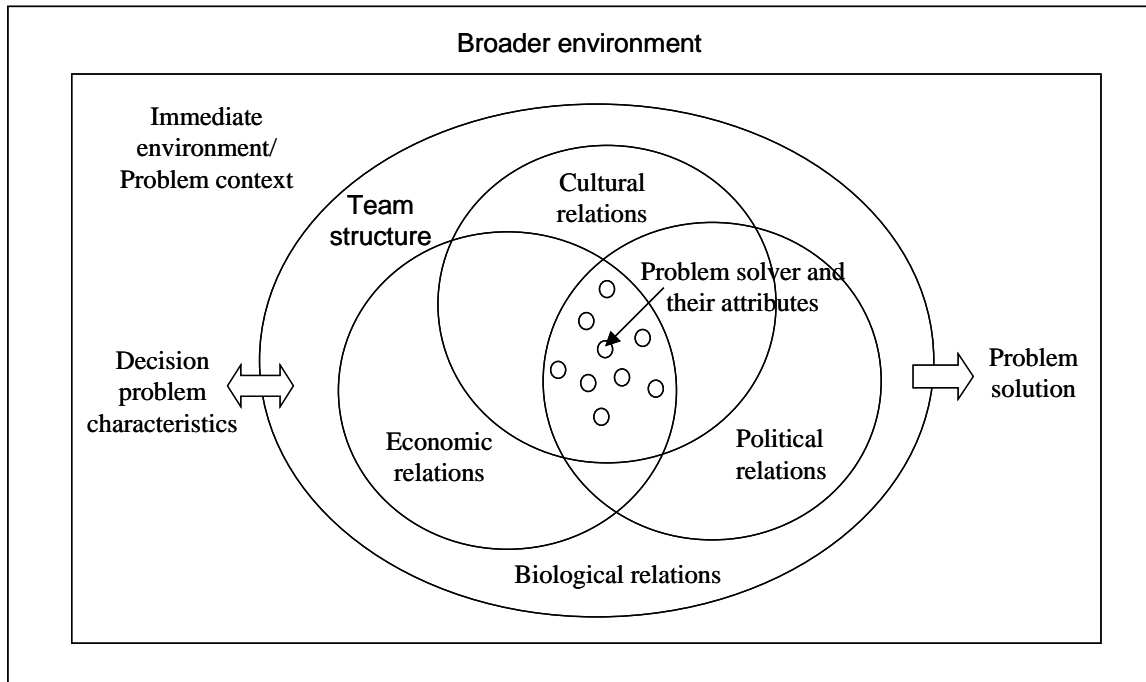 Broader environment
Immediate
environment/
Problem context
Cultural
relations
Team
structure
Problem solver and
their attributes
Decision
problem
characteristics
Problem
solution
Economic
relations
Political
relations
Biological relations